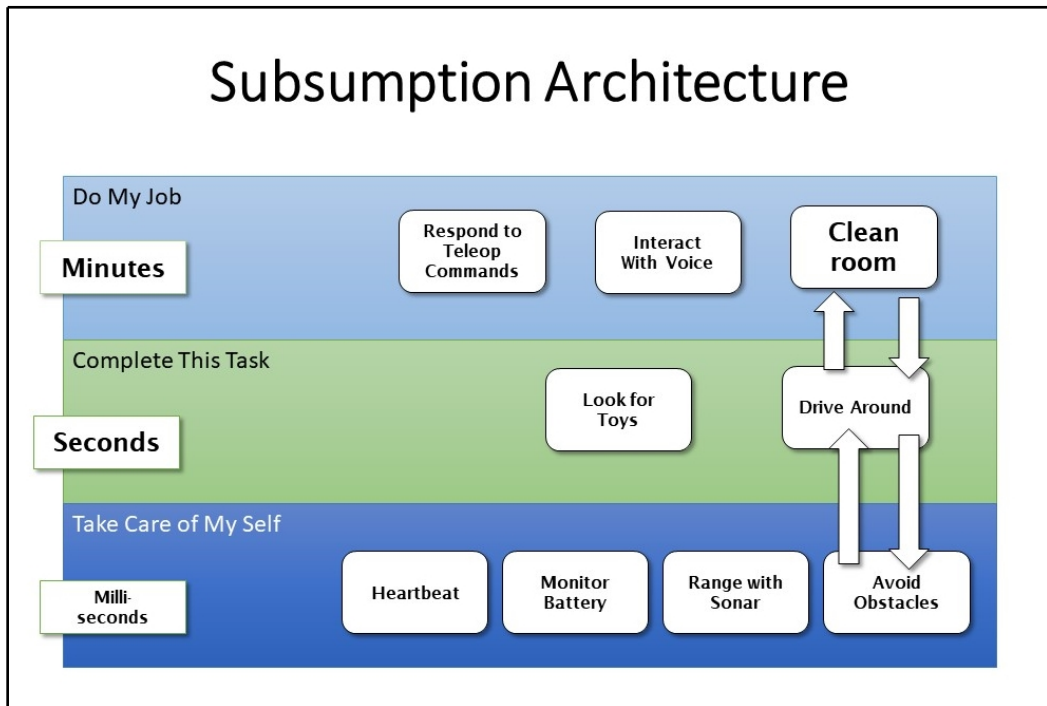 Subsumption Architecture
Do My Job
Minutes
Respond to
Teleop
Commands
Interact
With Voice
Clean
room
Complete This Task
Seconds
Look for
Toys
Drive Around
Take Care of My Self
Milli-
seconds
Heartbeat
Monitor
Battery
Range with
Sonar
Avoid
Obstacles